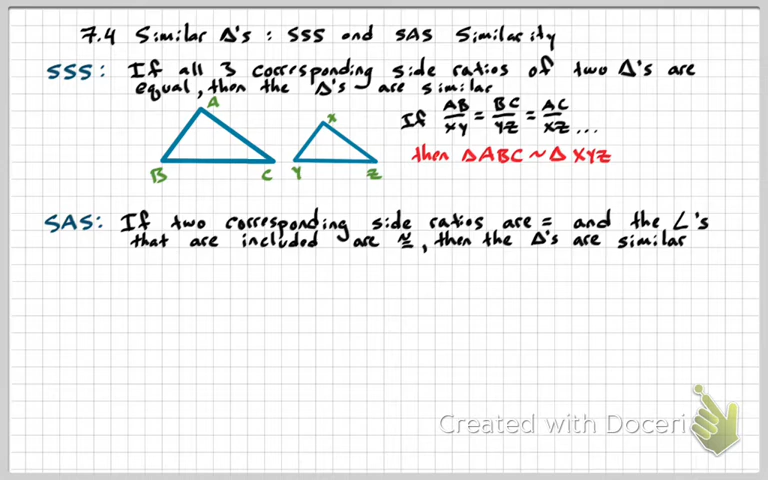 7.4 Similar Δ's : SSS and SAS Similarity
SSS: If all 3 corresponding side ratios of two Δ's are
equal, then the Δ's are similar
A
B
C
X
Y
Z
If AB/XY = BC/YZ = AC/XZ ...
then ΔABC ~ Δ XYZ
SAS: If two corresponding side ratios are = and the ∠'s
that are included are ≅, then the Δ's are similar
Created with Doceri